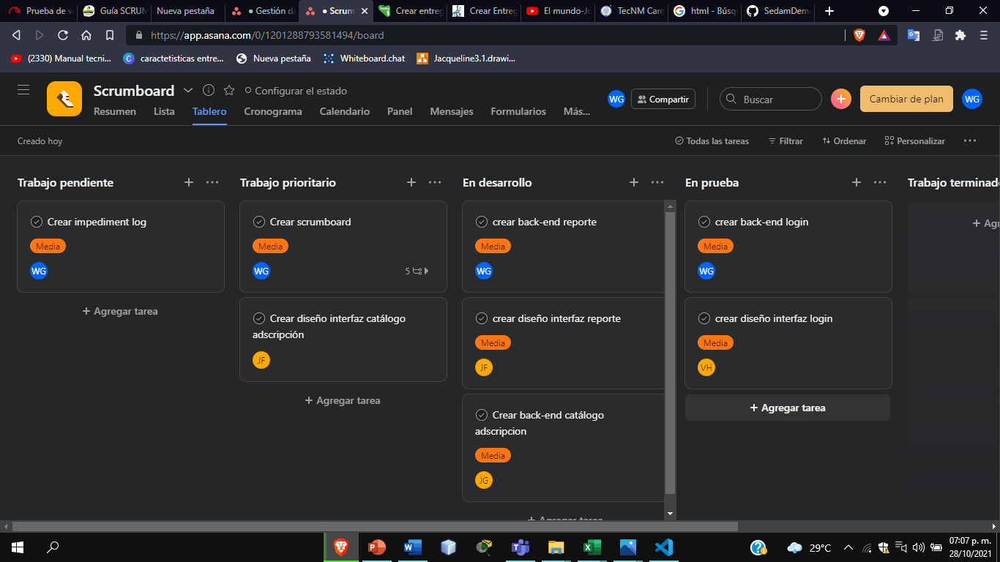 Prueba de v
Guía SCRUM
Nueva pestaña
• Gestión da
• Scrum
Crear entreg
Crear Entreg
El mundo-Jo
TecNM Cam
html - Búsqu
SedamDemo
https://app.asana.com/0/1201288793581494/board
(2330) Manual tecni...
caractetisticas entre...
Nueva pestaña
Whiteboard.chat
Jacqueline3.1.drawi...
Scrumboard
Configurar el estado
WG
Compartir
Buscar
Cambiar de plan
WG
Resumen
Lista
Tablero
Cronograma
Calendario
Panel
Mensajes
Formularios
Más...
Creado hoy
Todas las tareas
Filtrar
Ordenar
Personalizar
Trabajo pendiente
Crear impediment log
Media
WG
+ Agregar tarea
Trabajo prioritario
Crear scrumboard
Media
WG
5
Crear diseño interfaz catálogo
adscripción
JF
+ Agregar tarea
En desarrollo
crear back-end reporte
Media
WG
crear diseño interfaz reporte
Media
JF
Crear back-end catálogo
adscripcion
Media
JG
+ Agregar tarea
En prueba
crear back-end login
Media
WG
crear diseño interfaz login
Media
VH
+ Agregar tarea
Trabajo terminado
+ Agr
29°C
07:07 p. m.
28/10/2021